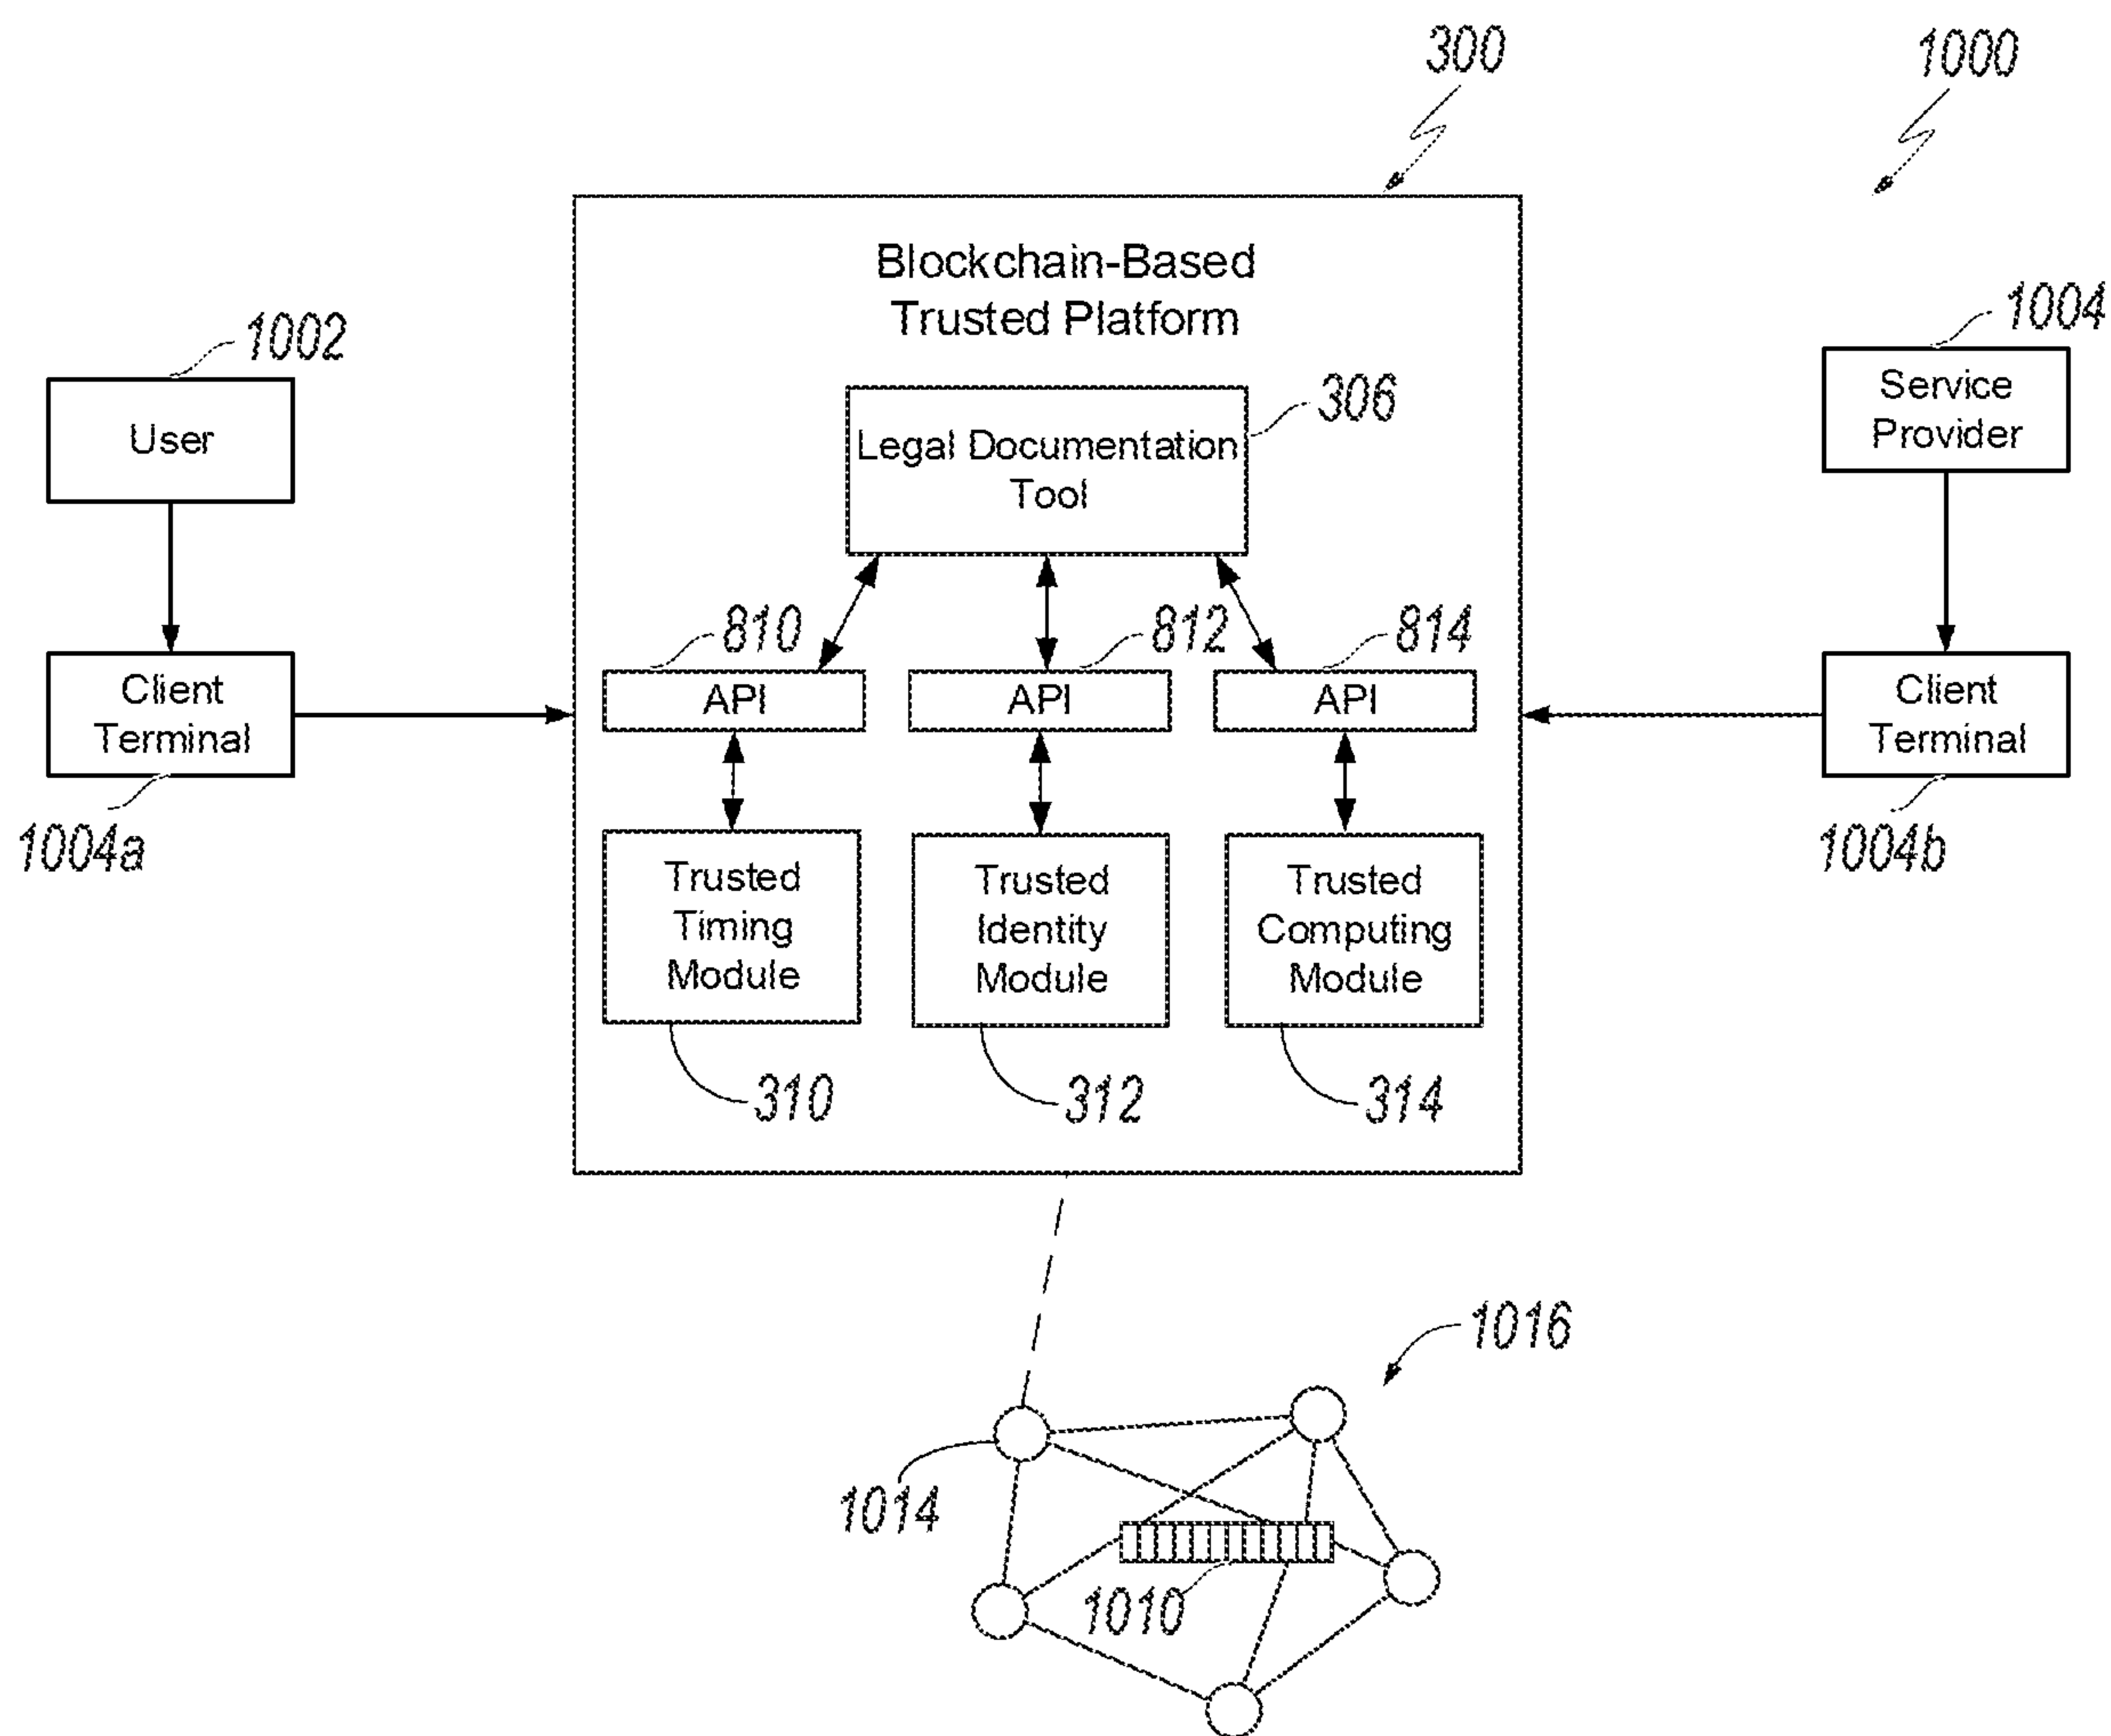 300
1000
Blockchain-Based
Trusted Platform
1002
User
1004
Service
Provider
306
Legal Documentation
Tool
810
812
814
API
API
API
Client
Terminal
1004a
Client
Terminal
1004b
Trusted
Timing
Module
Trusted
Identity
Module
Trusted
Computing
Module
310
312
314
1016
1014
1010